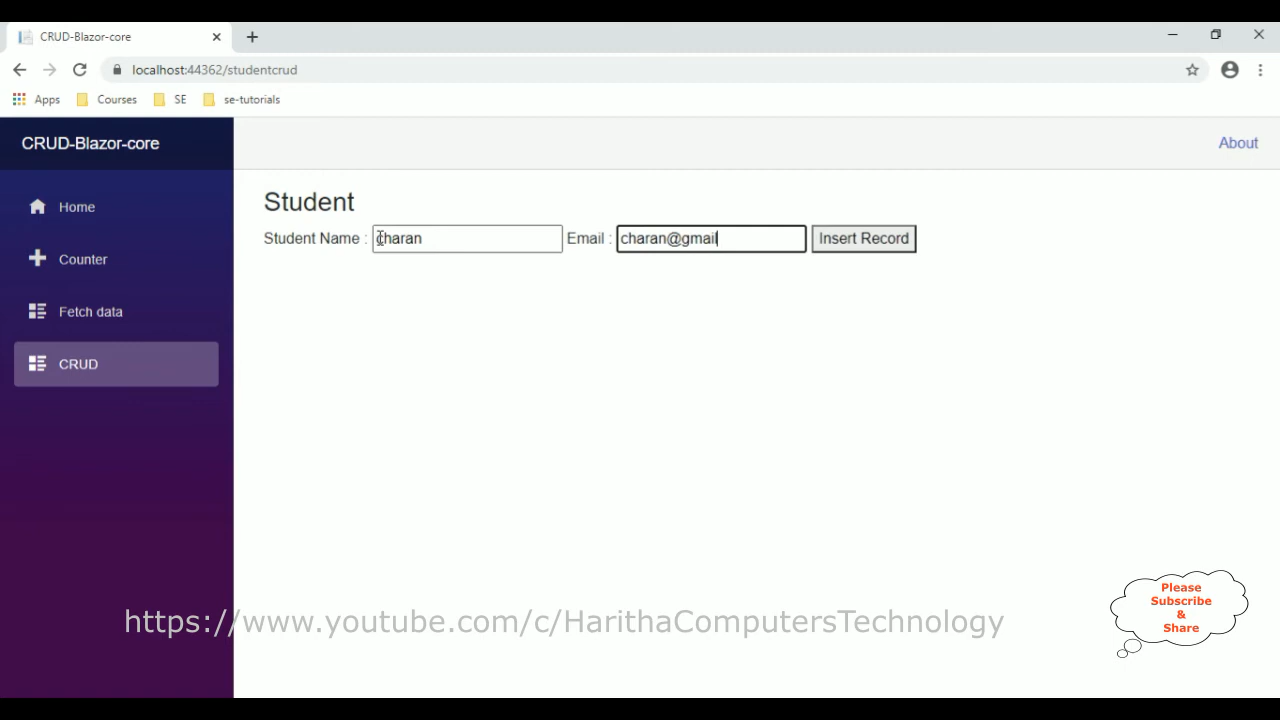 CRUD-Blazor-core
localhost:44362/studentcrud
Apps Courses SE se-tutorials
CRUD-Blazor-core
About
Home
Counter
Fetch data
CRUD
Student
Student Name : charan Email : charan@gmail Insert Record
https://www.youtube.com/c/HarithaComputersTechnology
Please
Subscribe
&
Share